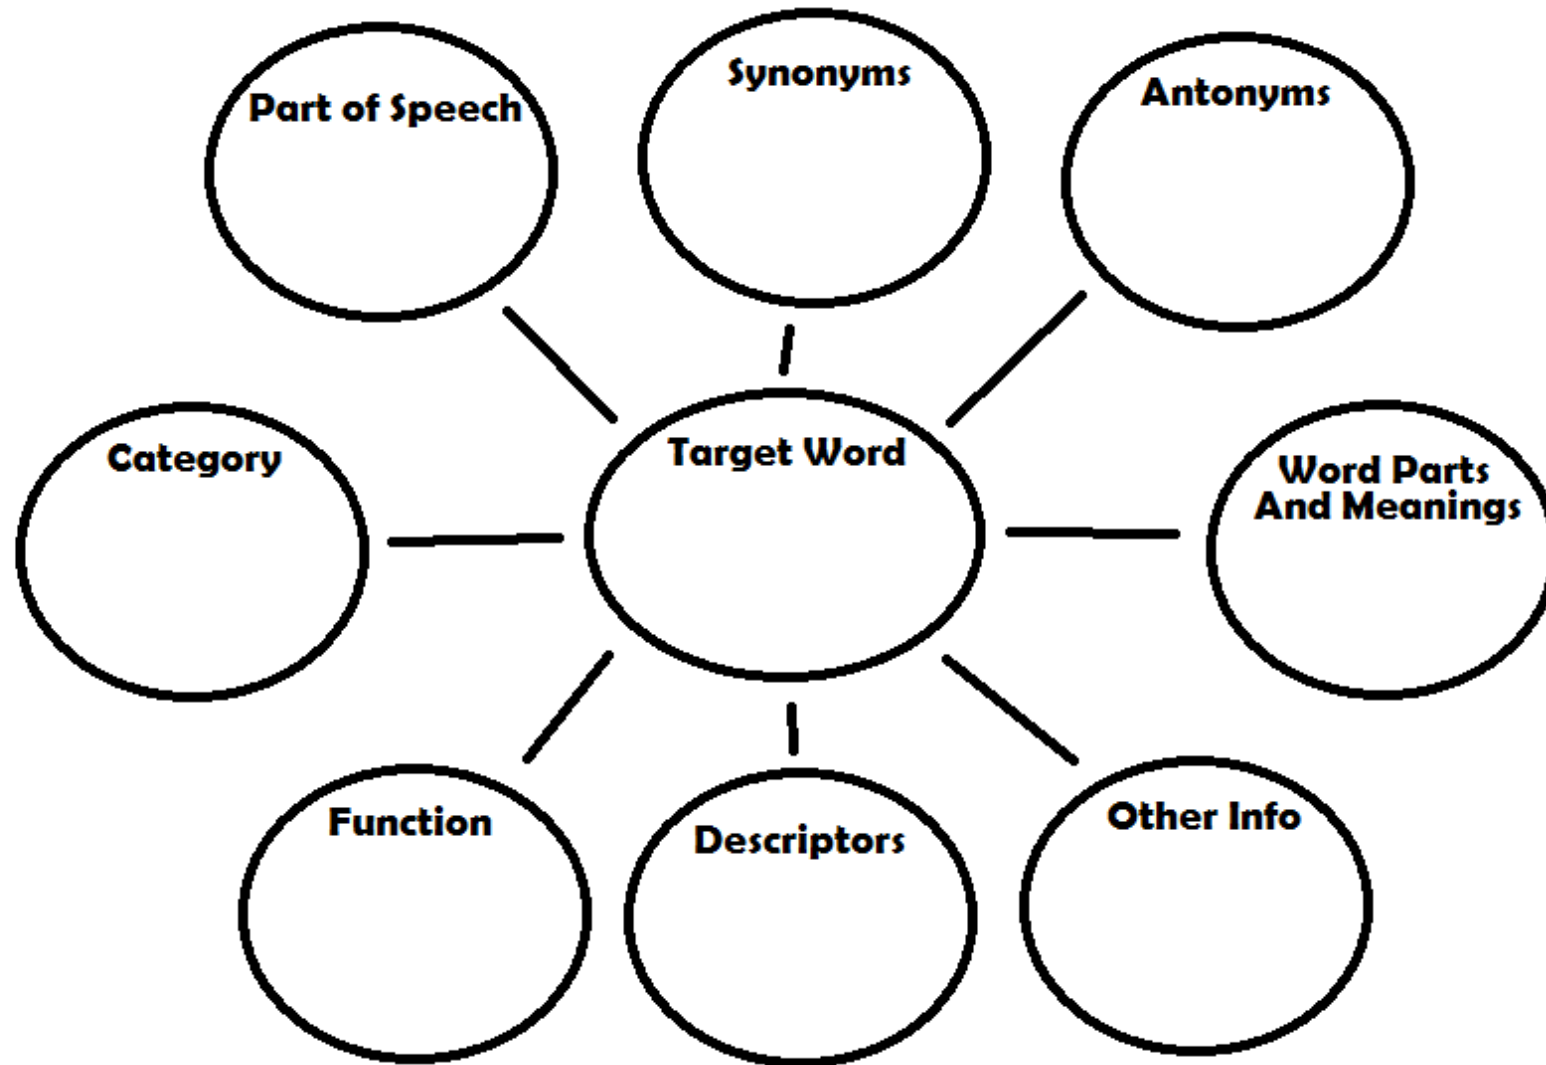 Part of Speech
Synonyms
Antonyms
Category
Target Word
Word Parts
And Meanings
Function
Descriptors
Other Info